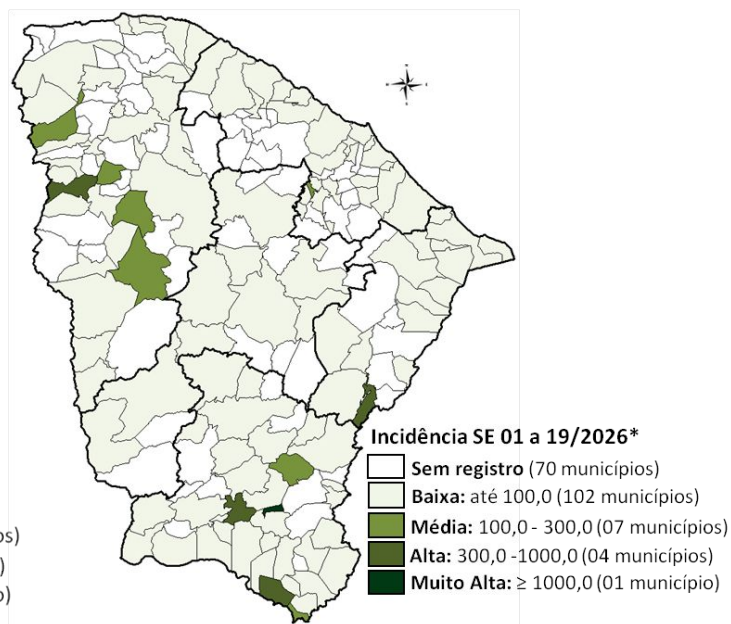 Incidência SE 01 a 19/2026*
Sem registro (70 municípios)
Baixa: até 100,0 (102 municípios)
Média: 100,0 - 300,0 (07 municípios)
Alta: 300,0 -1000,0 (04 municípios)
Muito Alta: ≥ 1000,0 (01 município)